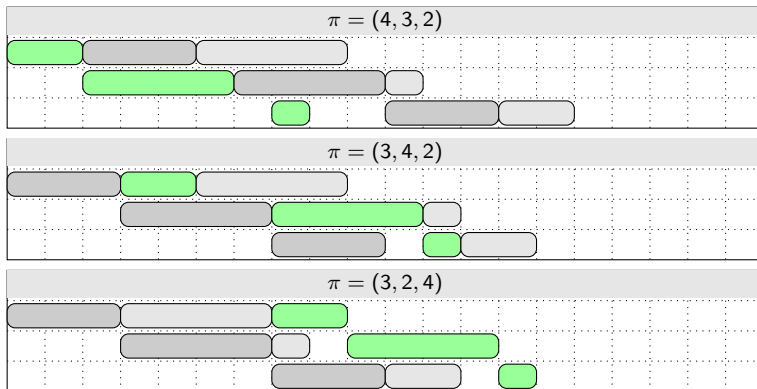 π = (4, 3, 2)
π = (3, 4, 2)
π = (3, 2, 4)